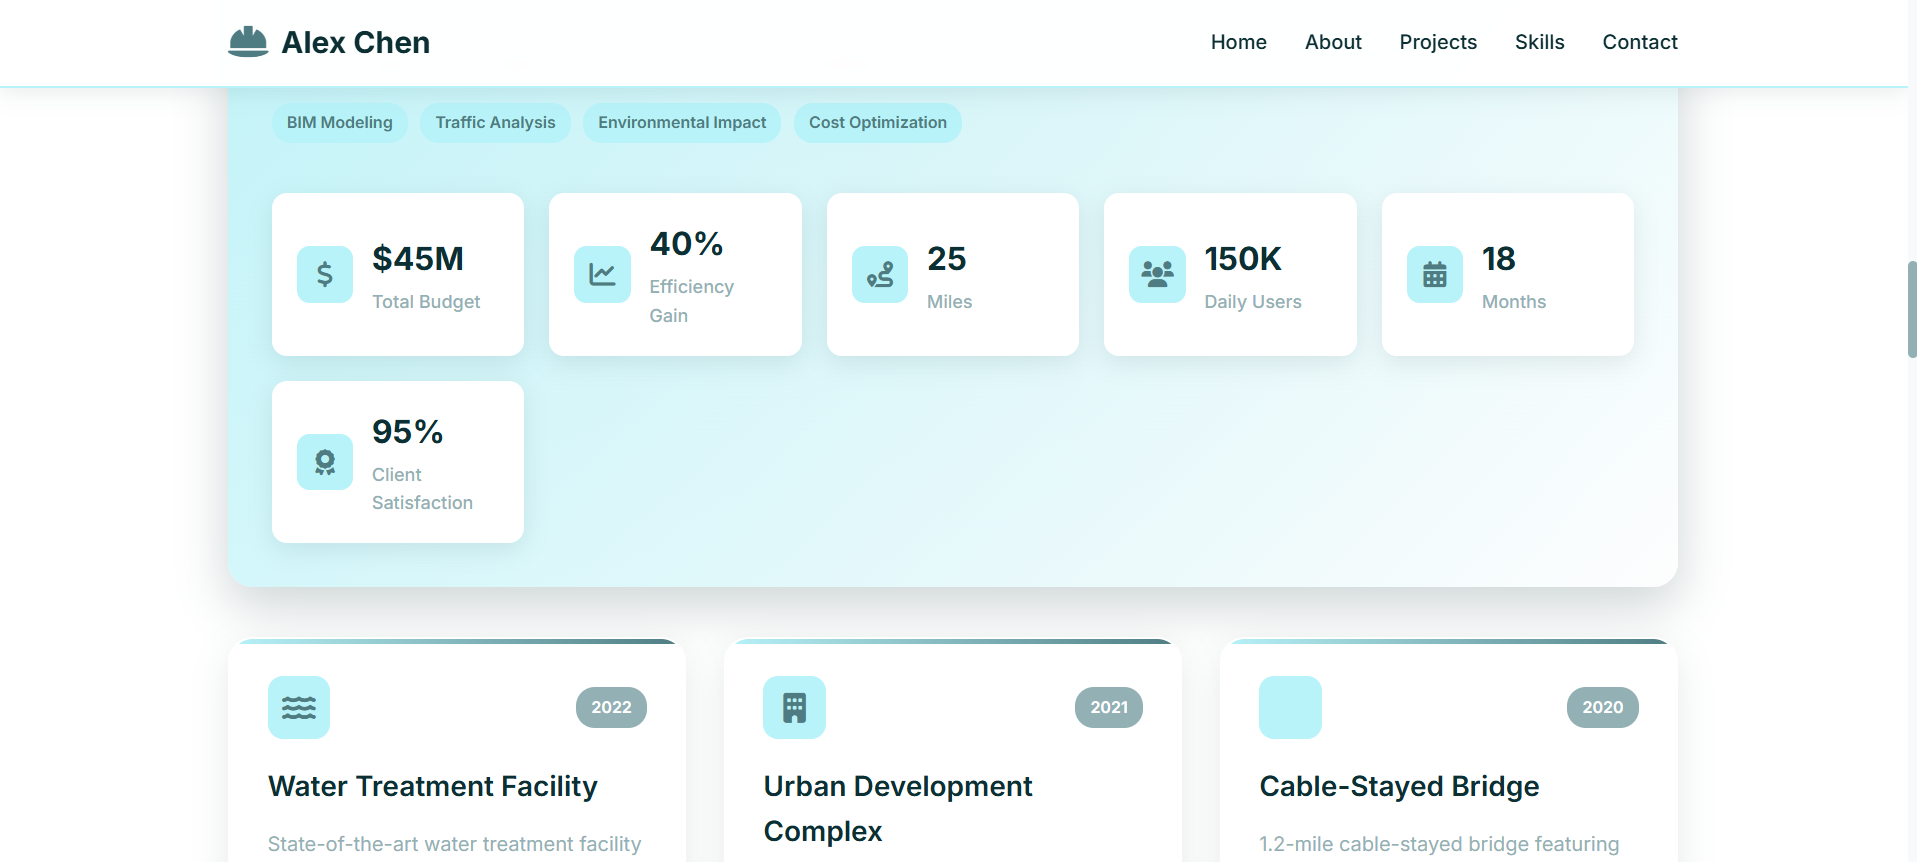 Alex Chen
Home
About
Projects
Skills
Contact
BIM Modeling
Traffic Analysis
Environmental Impact
Cost Optimization
$45M
Total Budget
40%
Efficiency
Gain
25
Miles
150K
Daily Users
18
Months
95%
Client
Satisfaction
2022
Water Treatment Facility
State-of-the-art water treatment facility
2021
Urban Development
Complex
2020
Cable-Stayed Bridge
1.2-mile cable-stayed bridge featuring